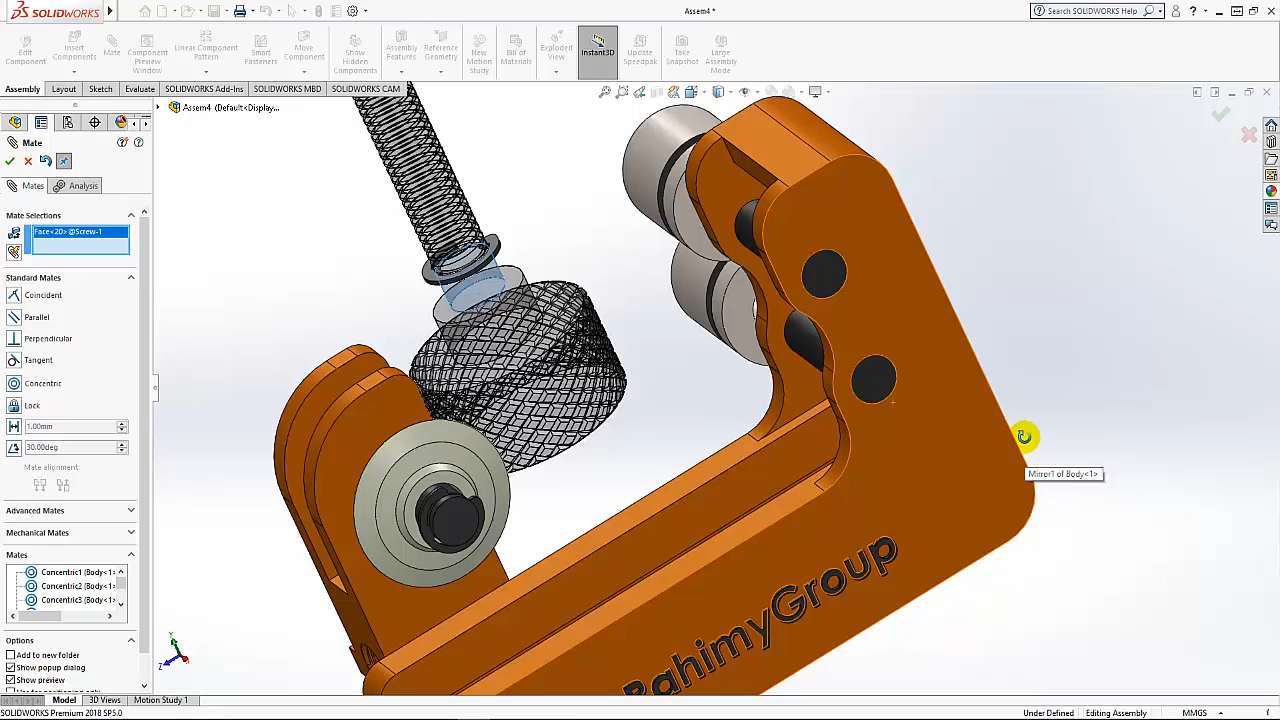 SOLIDWORKS
Assem4 *
Search SOLIDWORKS Help
Edit Component
Insert Components
Mate
Component Preview Window
Linear Component Pattern
Smart Fasteners
Move Component
Show Hidden Components
Assembly Features
Reference Geometry
New Motion Study
Bill of Materials
Exploded View
Instant3D
Update Speedpak
Take Snapshot
Large Assembly Mode
Assembly
Layout
Sketch
Evaluate
SOLIDWORKS Add-Ins
SOLIDWORKS MBD
SOLIDWORKS CAM
Assem4 (Default<Display...
Mate
Mates
Analysis
Mate Selections
Face<20>@Screw-1
Standard Mates
Coincident
Parallel
Perpendicular
Tangent
Concentric
Lock
1.00mm
30.00deg
Mate alignment:
Advanced Mates
Mechanical Mates
Mates
Concentric1 (Body<1>
Concentric2 (Body<1>
Concentric3 (Body<1>
Options
Add to new folder
Show popup dialog
Show preview
Mirror1 of Body<1>
RahimyGroup
Model
3D Views
Motion Study 1
SOLIDWORKS Premium 2018 SP5.0
Under Defined
Editing Assembly
MMGS